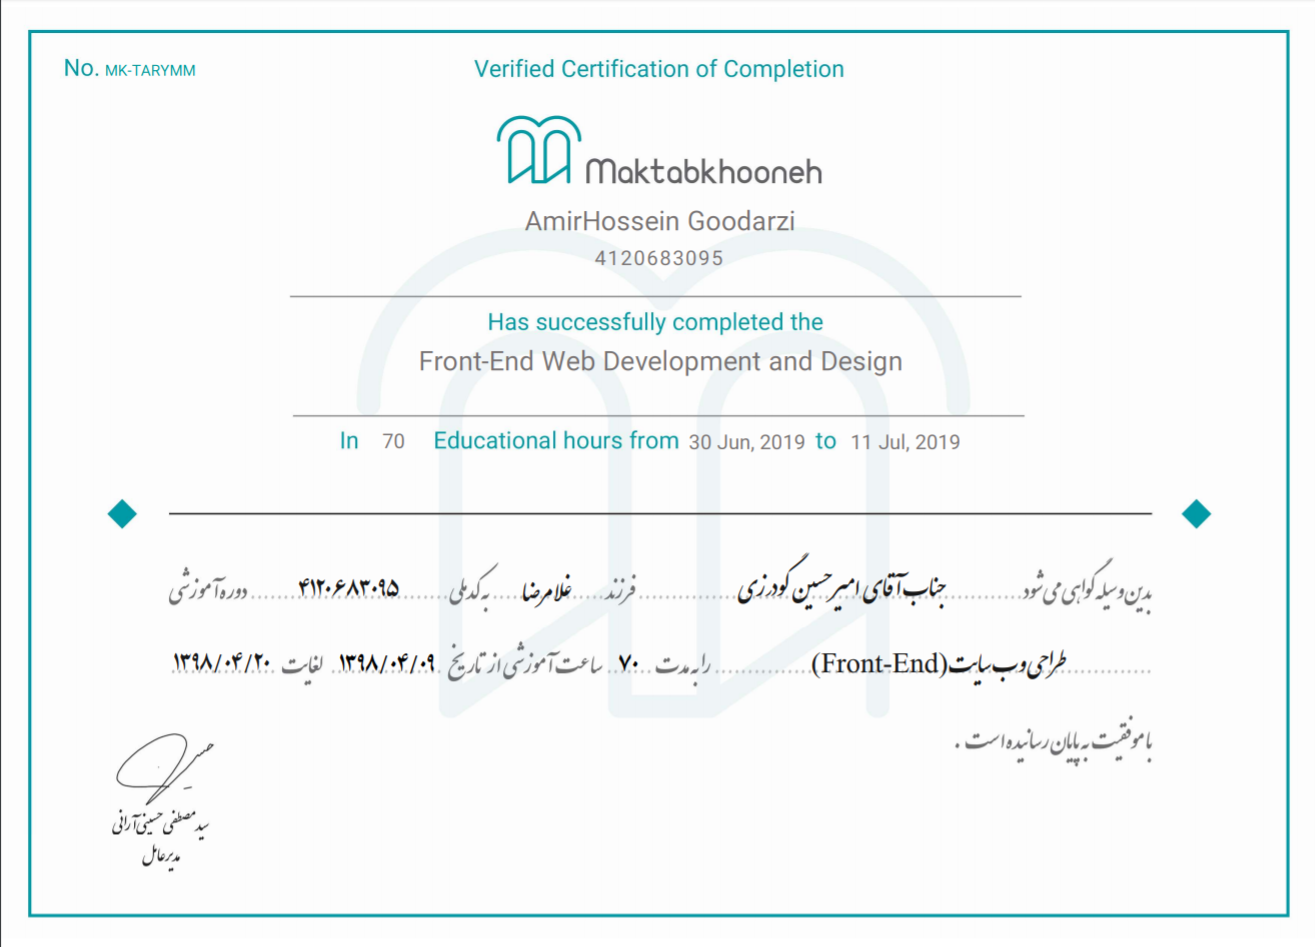 No. MK-TARYMM
Verified Certification of Completion
Maktabkhooneh
AmirHossein Goodarzi
4120683095
Has successfully completed the
Front-End Web Development and Design
In 70 Educational hours from 30 Jun, 2019 to 11 Jul, 2019
بدین وسیله گواهی می شود جناب آقای امیرحسین گودرزی فرزند غلامرضا به کد ملی ۴۱۲۰۶۸۳۰۹۵ دوره آموزشی
طراحی وب سایت(Front-End) را به مدت ۷۰ ساعت آموزشی از تاریخ ۱۳۹۸/۰۴/۰۹ لغایت ۱۳۹۸/۰۴/۲۰
با موفقیت به پایان رسانیده است .
سید مصطفی حسینی آرانی
مدیرعامل